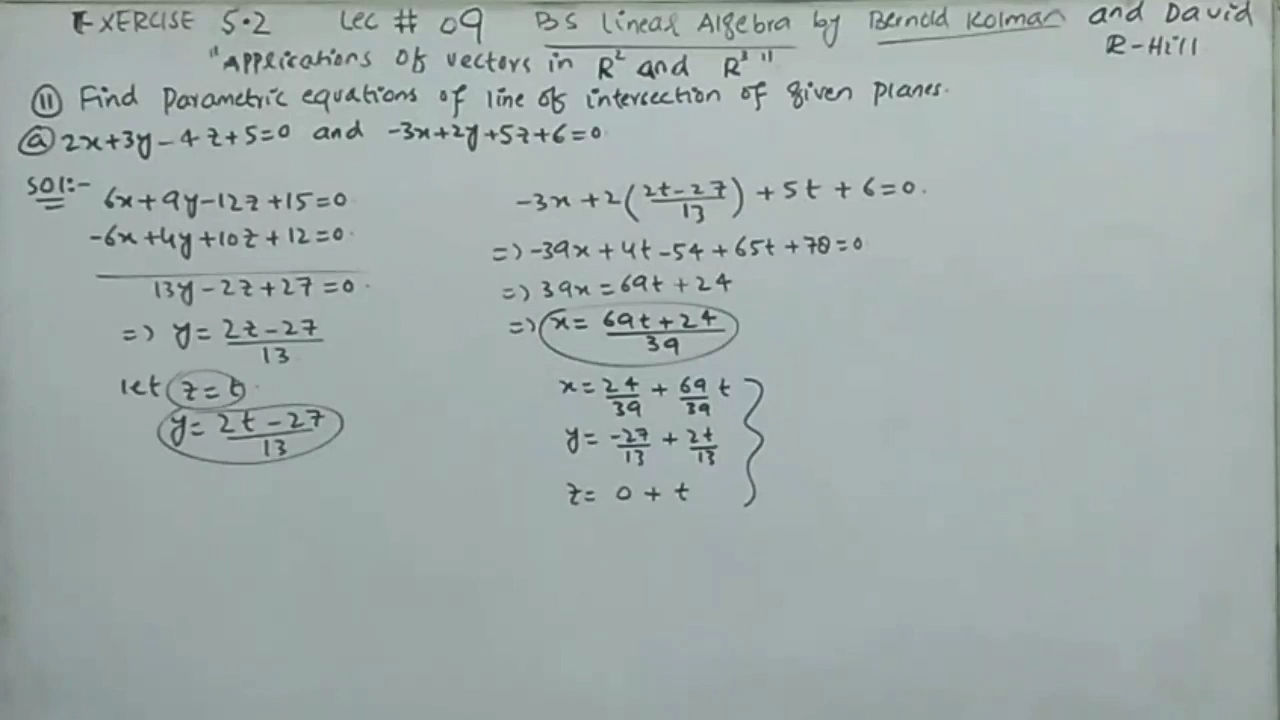 EXERCISE 5.2 Lec # 09 BS Linear Algebra by Bernold Kolman and David R-Hill
"Applications of vectors in R² and R³"
⑪ Find Parametric equations of line of intersection of given planes.
ⓐ 2x+3y-4z+5=0 and -3x+2y+5z+6=0
Sol:-
6x+9y-12z+15=0
-6x+4y+10z+12=0
13y-2z+27=0
=> y= 2z-27/13
let z=t
y= 2t-27/13
-3x+2(2t-27/13)+5t+6=0.
=> -39x+4t-54+65t+78=0
=> 39x=69t+24
=> x= 69t+24/39
x= 24/39 + 69/39 t
y= -27/13 + 2t/13
z= 0+t